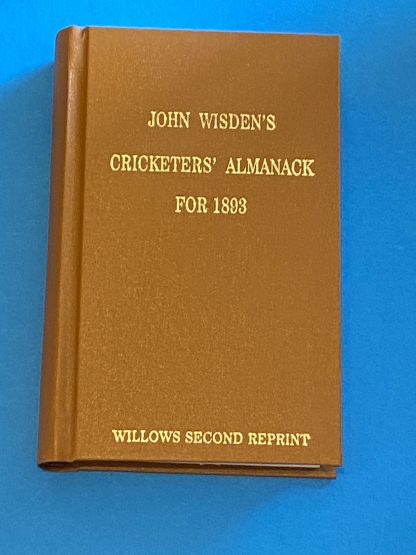 JOHN WISDEN'S
CRICKETERS' ALMANACK
FOR 1893
WILLOWS SECOND REPRINT